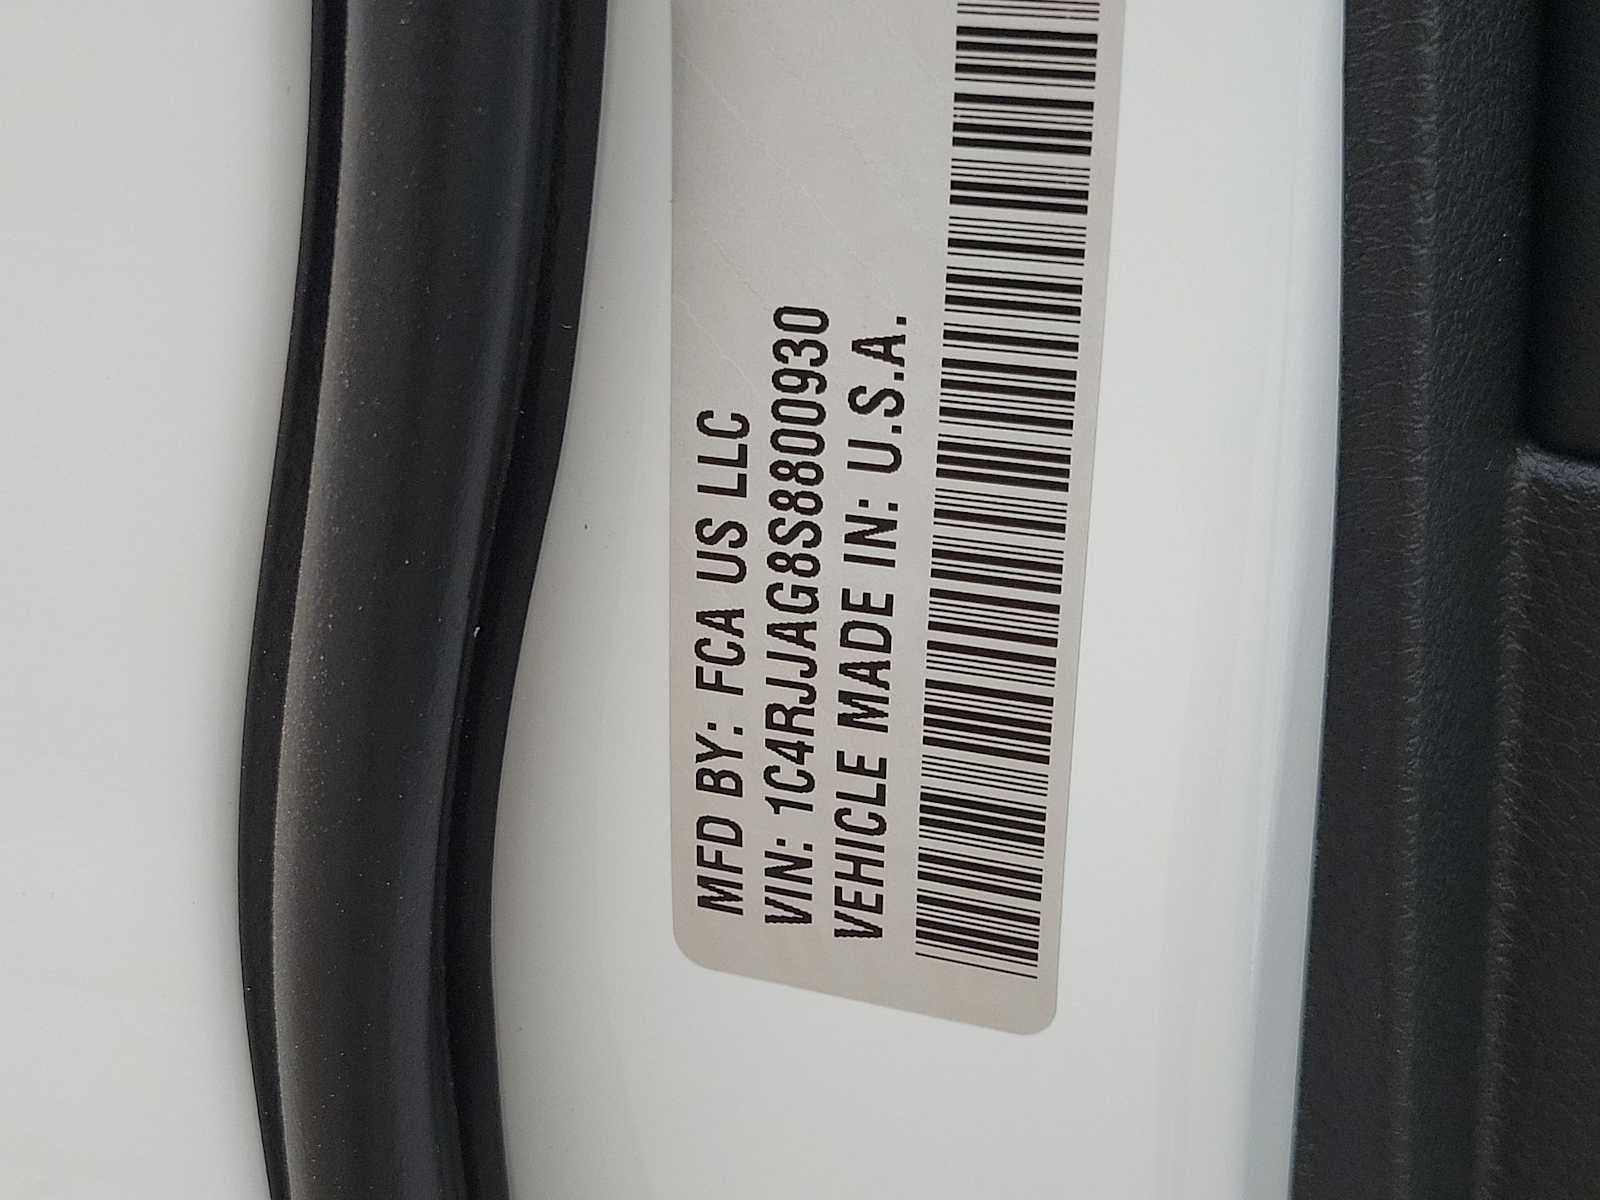 MFD BY: FCA US LLC
VIN: 1C4RJJAG8S8800930
VEHICLE MADE IN: U.S.A.